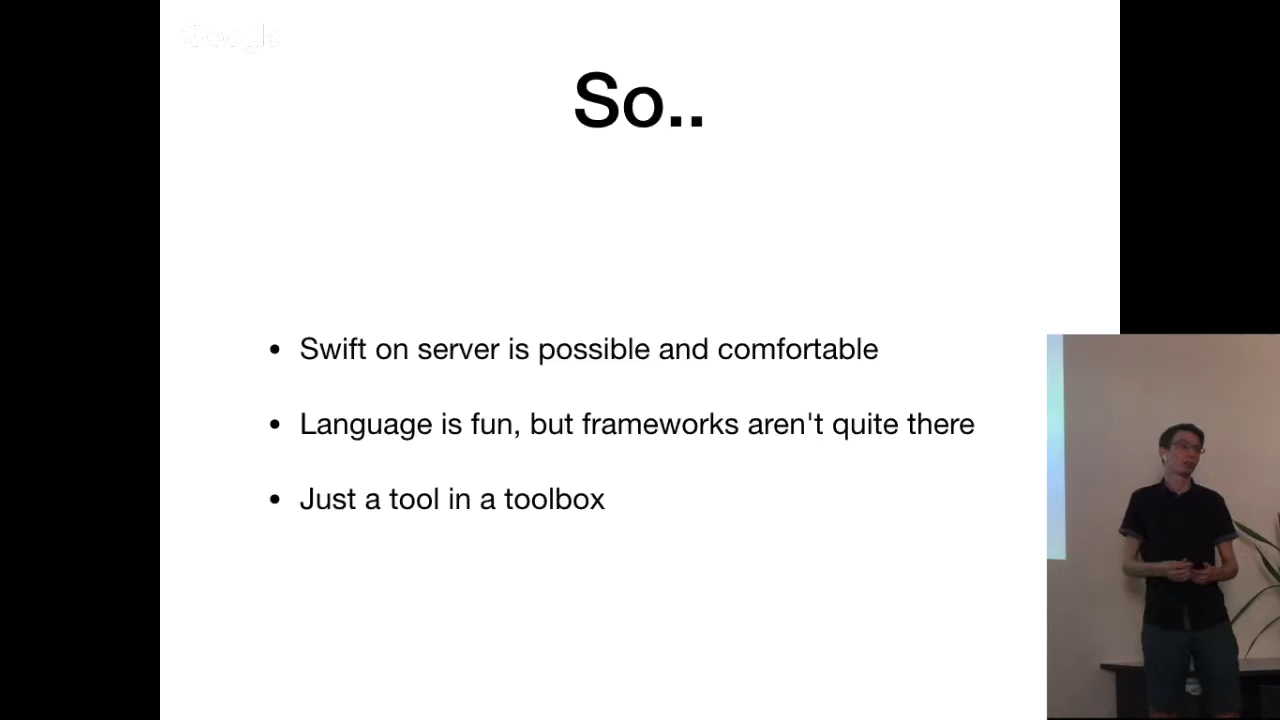 Google
So..
• Swift on server is possible and comfortable
• Language is fun, but frameworks aren't quite there
• Just a tool in a toolbox